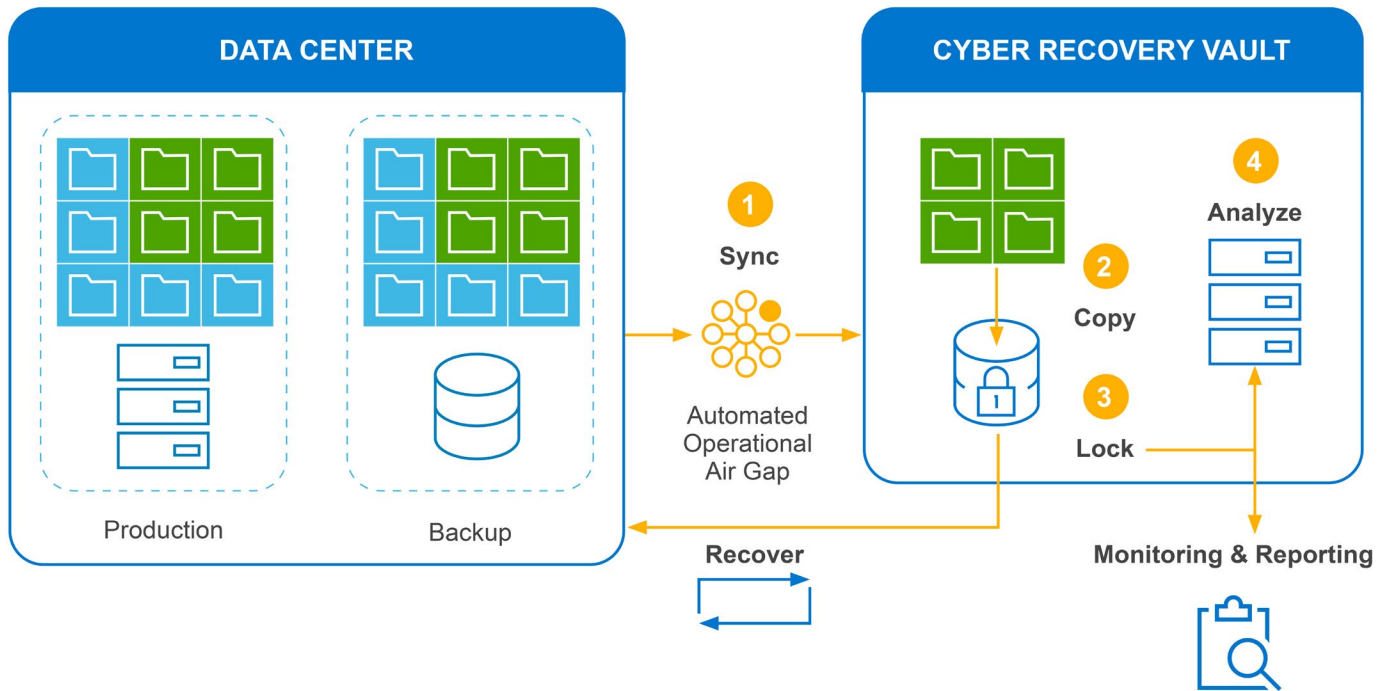 DATA CENTER
Production
Backup
1
Sync
Automated
Operational
Air Gap
Recover
CYBER RECOVERY VAULT
2
Copy
3
Lock
1
4
Analyze
Monitoring & Reporting